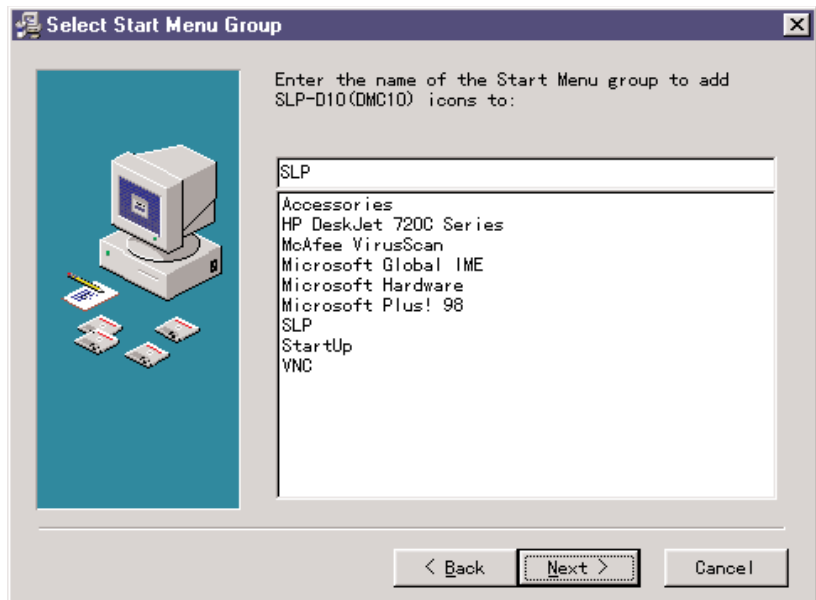 Select Start Menu Group
Enter the name of the Start Menu group to add
SLP-D10(DMC10) icons to:
SLP
Accessories
HP DeskJet 720C Series
McAfee VirusScan
Microsoft Global IME
Microsoft Hardware
Microsoft Plus! 98
SLP
StartUp
VNC
< Back
Next >
Cancel